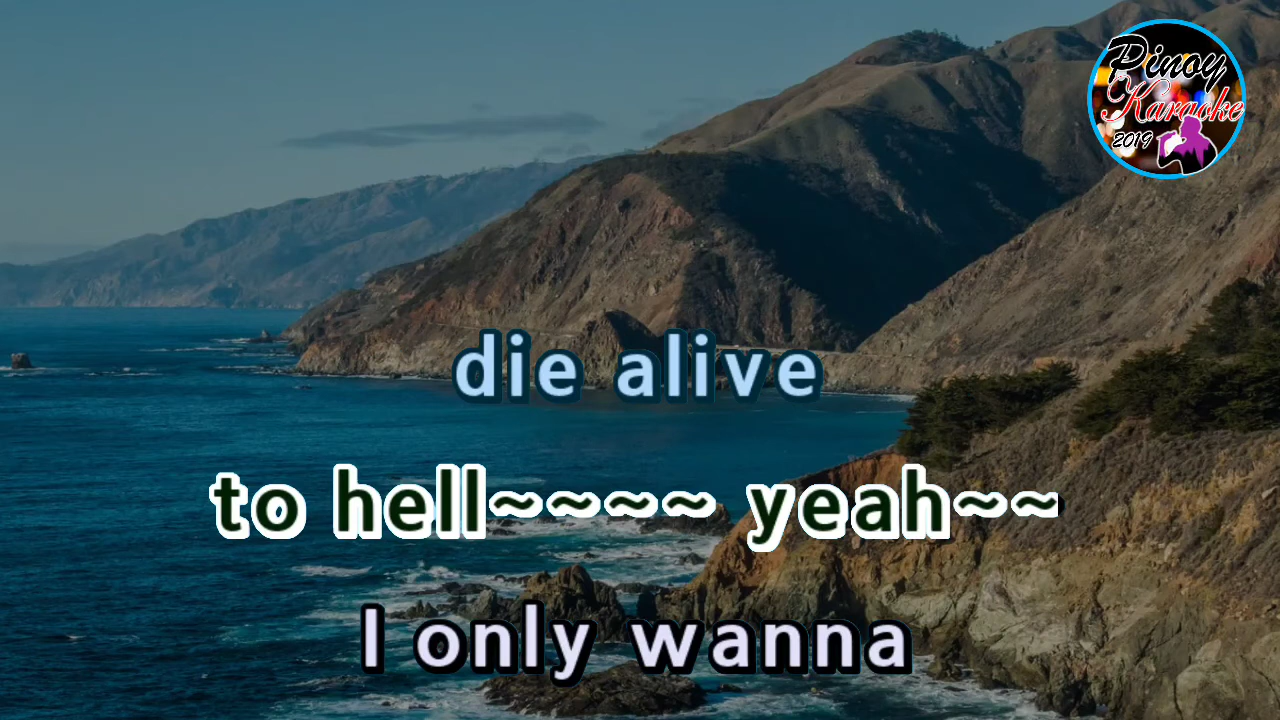 Pinoy
Karaoke
2019
die alive
to hell~~~~ yeah~~
I only wanna